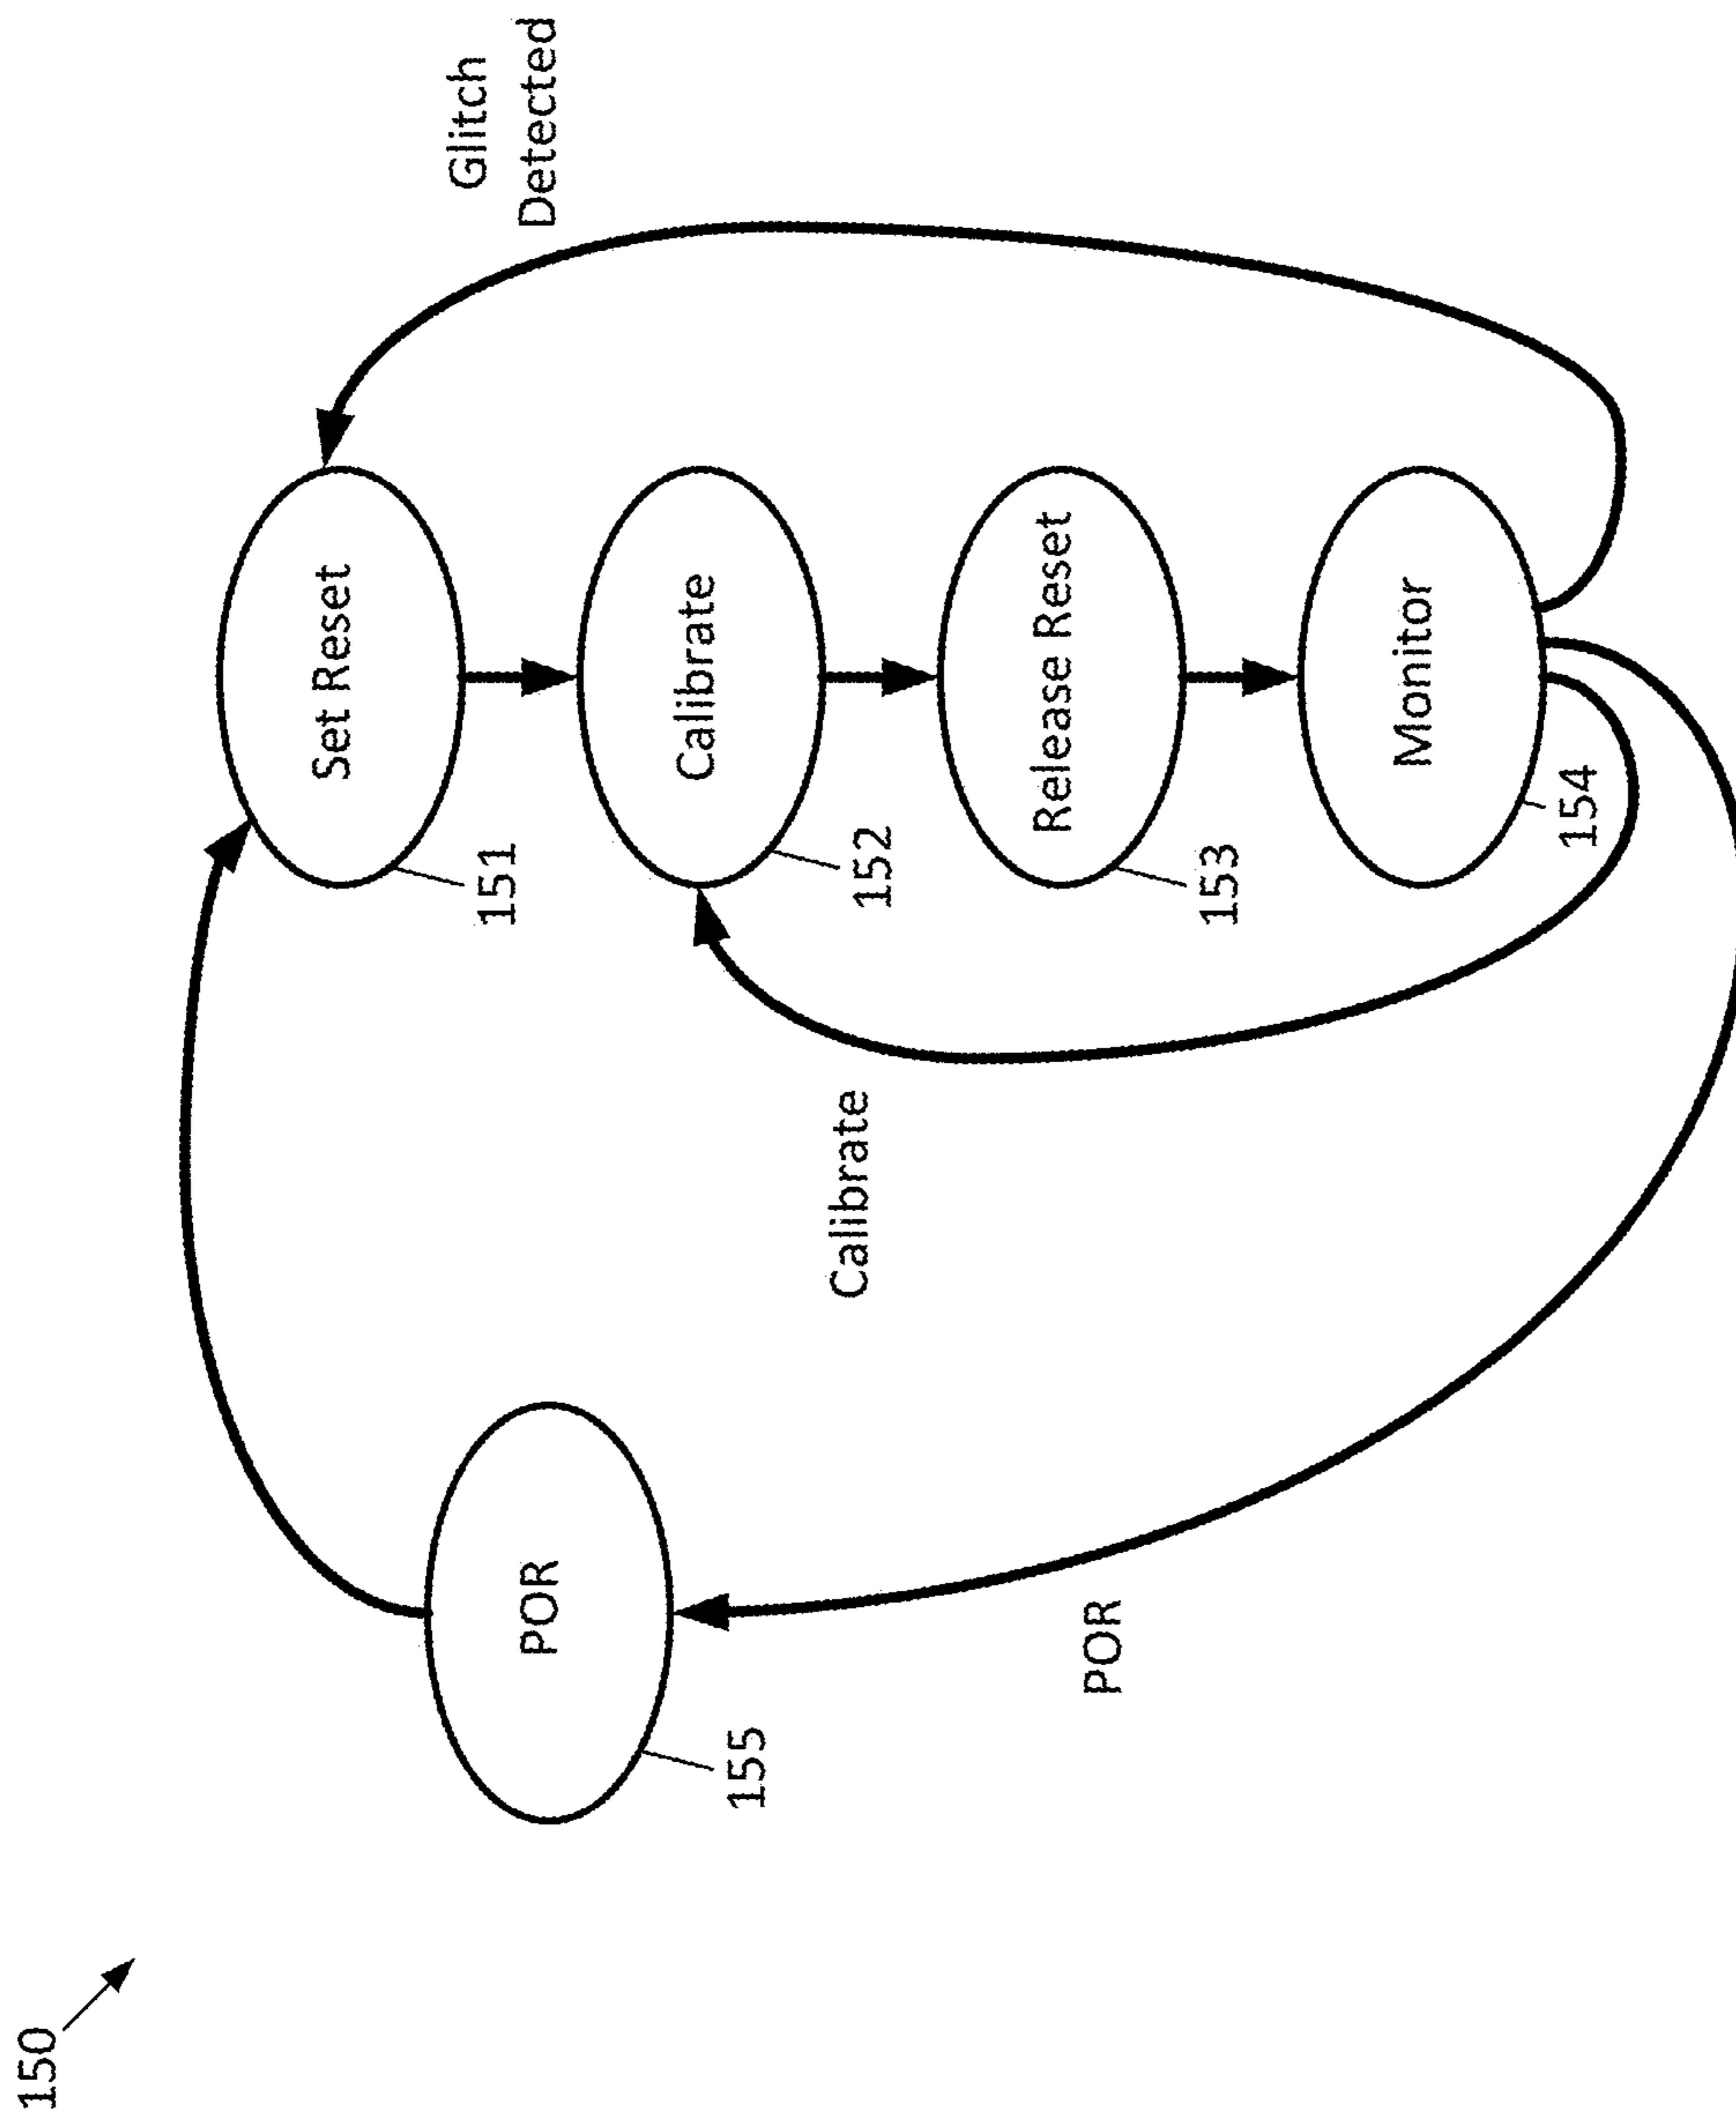 150
POR
155
POR
Set Reset
151
Calibrate
152
Release Reset
153
Monitor
154
Calibrate
Glitch
Detected